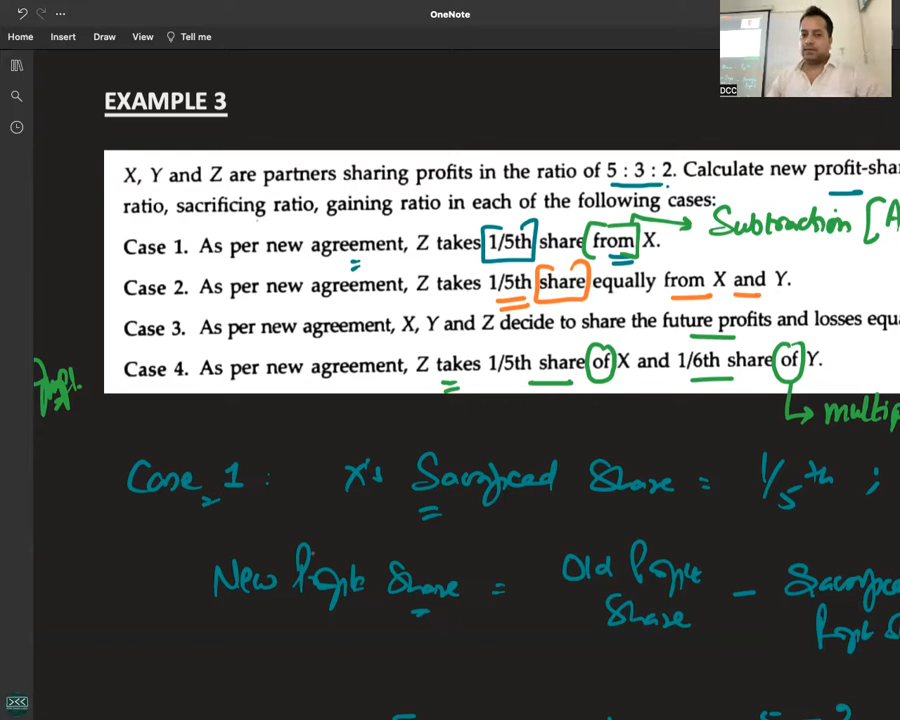 OneNote
Home Insert Draw View Tell me
DCC
EXAMPLE 3
X, Y and Z are partners sharing profits in the ratio of 5 : 3 : 2. Calculate new profit-sha
ratio, sacrificing ratio, gaining ratio in each of the following cases:
Subtraction [A
Case 1. As per new agreement, Z takes 1/5th share from X.
Case 2. As per new agreement, Z takes 1/5th share equally from X and Y.
Case 3. As per new agreement, X, Y and Z decide to share the future profits and losses equa
Case 4. As per new agreement, Z takes 1/5th share of X and 1/6th share of Y.
multip
Case 1 : X's Sacrificed Share = 1/5th ;
New Profit Share = Old Profit Share - Sacrifice
Profit S